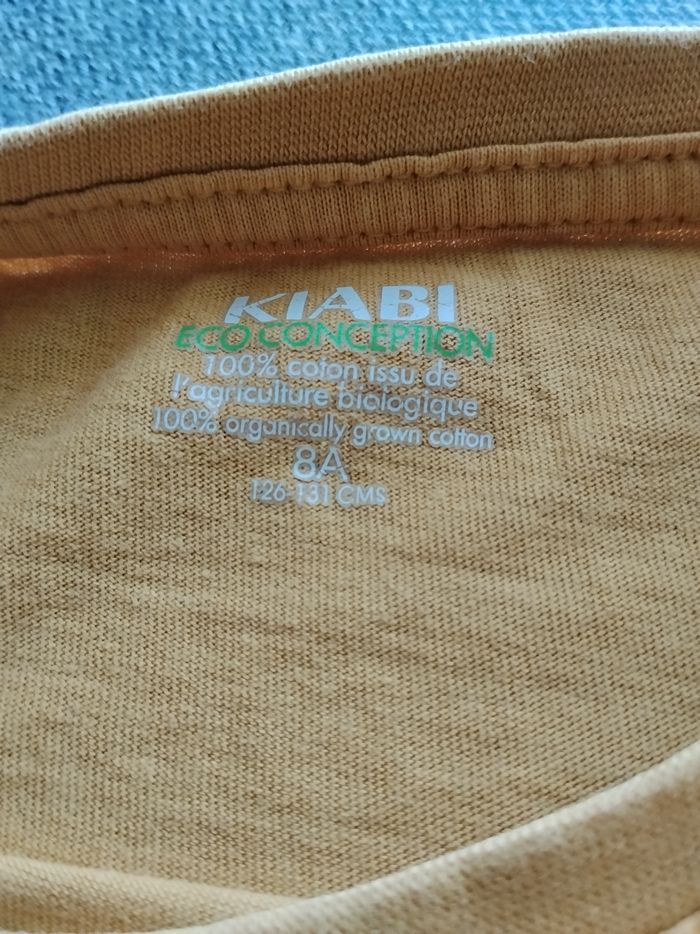 KIABI
ECO CONCEPTION
100% coton issu de
l'agriculture biologique
100% organically grown cotton
8A
126-131 CMS